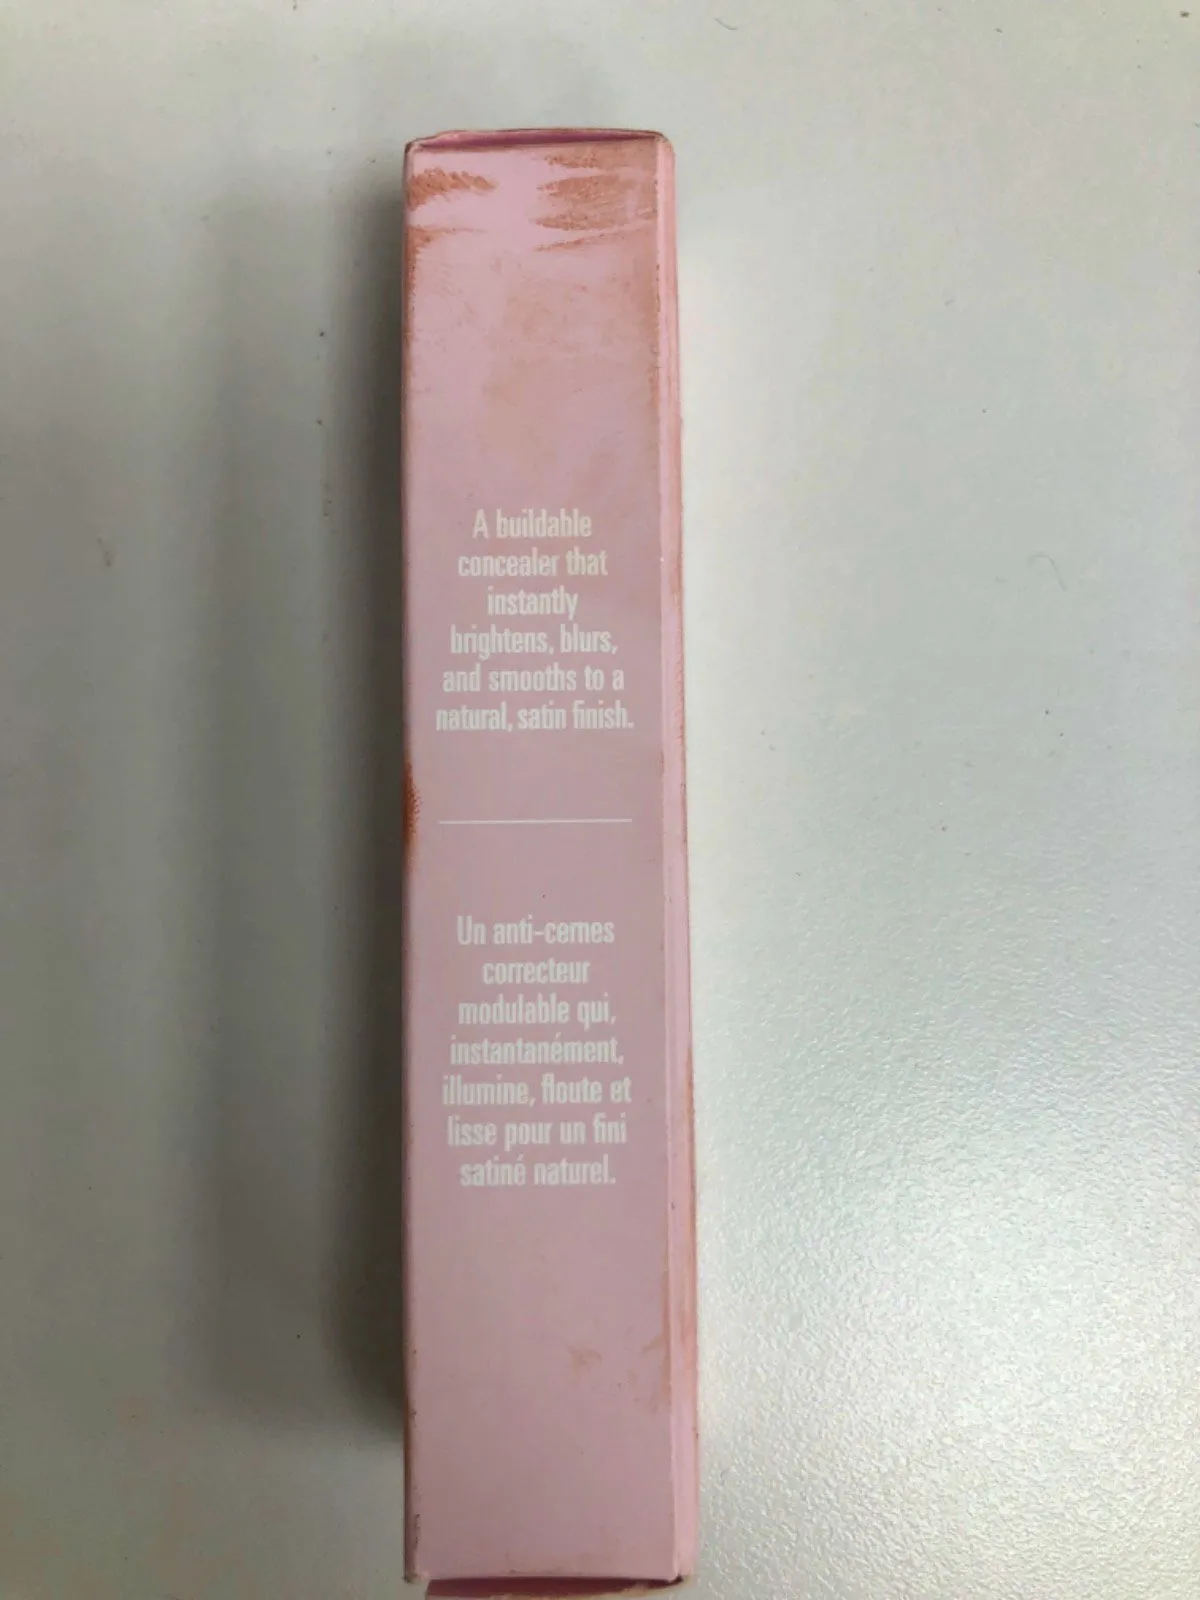 A buildable
concealer that
instantly
brightens, blurs,
and smooths to a
natural, satin finish.
Un anti-cernes
correcteur
modulable qui,
instantanément,
illumine, floute et
lisse pour un fini
satiné naturel.